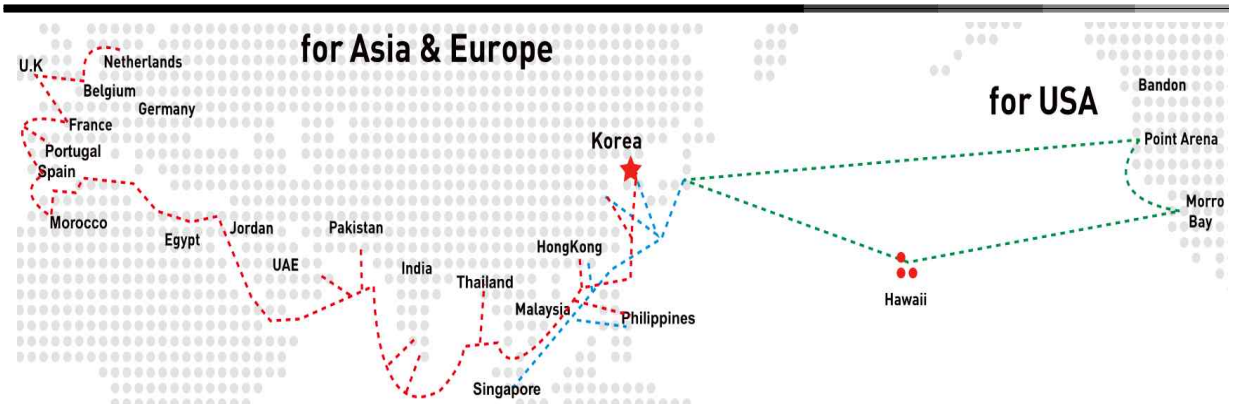 for Asia & Europe
for USA
U.K
Netherlands
Belgium
Germany
France
Portugal
Spain
Morocco
Egypt
Jordan
UAE
Pakistan
India
Thailand
Malaysia
Singapore
HongKong
Philippines
Korea
Hawaii
Bandon
Point Arena
Morro
Bay